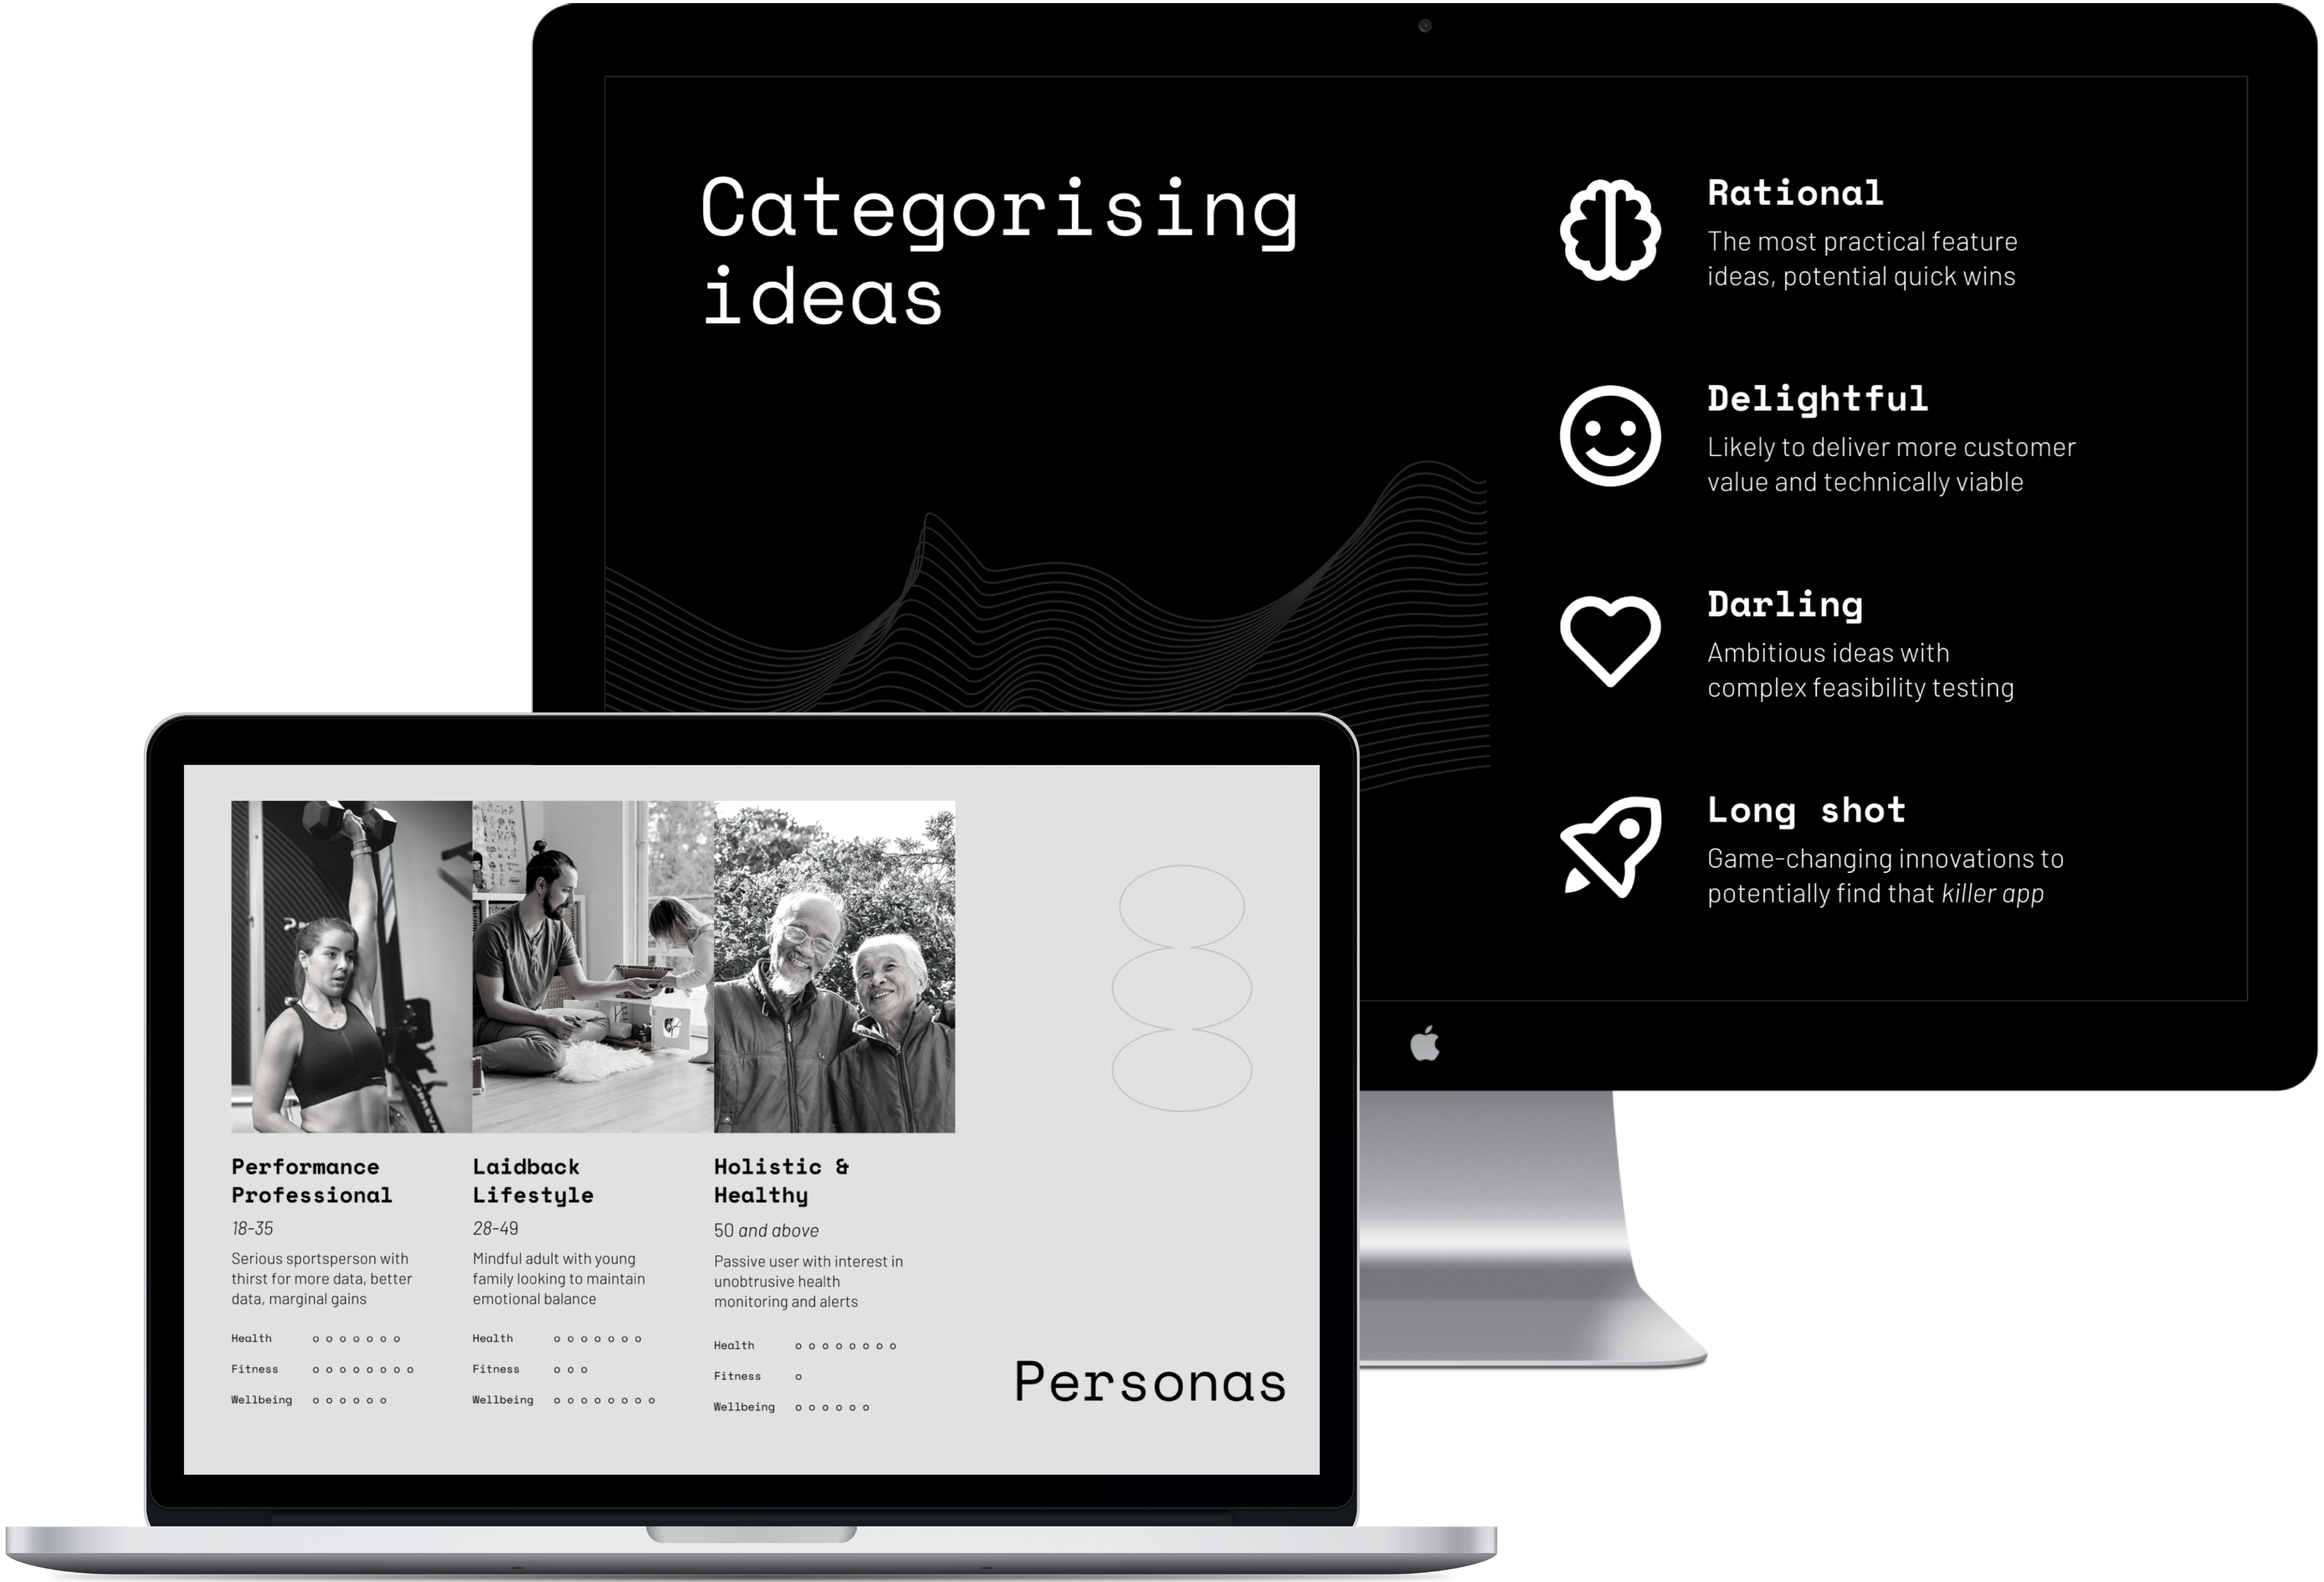 Categorising
ideas
Rational
The most practical feature
ideas, potential quick wins
Delightful
Likely to deliver more customer
value and technically viable
Darling
Ambitious ideas with
complex feasibility testing
Long shot
Game-changing innovations to
potentially find that killer app
Performance
Professional
18-35
Serious sportsperson with
thirst for more data, better
data, marginal gains
Health
Fitness
Wellbeing
Laidback
Lifestyle
28-49
Mindful adult with young
family looking to maintain
emotional balance
Health
Fitness
Wellbeing
Holistic &
Healthy
50 and above
Passive user with interest in
unobtrusive health
monitoring and alerts
Health
Fitness
Wellbeing
Personas